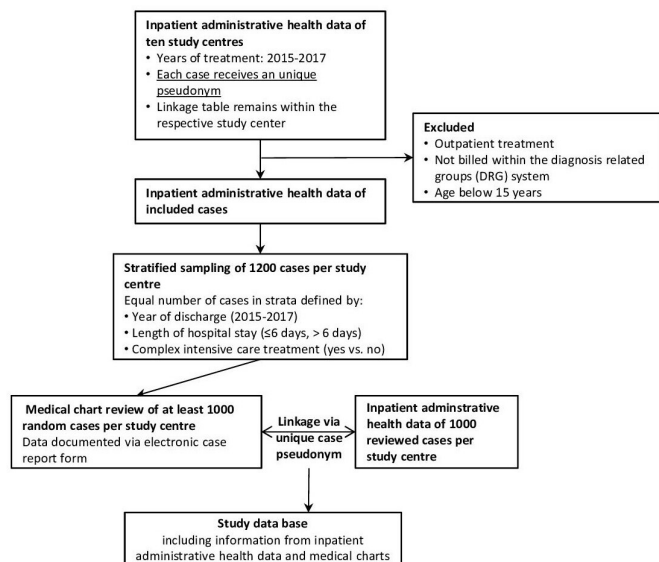 Inpatient administrative health data of
ten study centres
• Years of treatment: 2015-2017
• Each case receives an unique
pseudonym
• Linkage table remains within the
respective study center
Excluded
• Outpatient treatment
• Not billed within the diagnosis related
groups (DRG) system
• Age below 15 years
Inpatient administrative health data of
included cases
Stratified sampling of 1200 cases per study
centre
Equal number of cases in strata defined by:
• Year of discharge (2015-2017)
• Length of hospital stay (≤6 days, > 6 days)
• Complex intensive care treatment (yes vs. no)
Medical chart review of at least 1000
random cases per study centre
Data documented via electronic case
report form
Linkage via
unique case
pseudonym
Inpatient adminstrative
health data of 1000
reviewed cases per
study centre
Study data base
including information from inpatient
administrative health data and medical charts